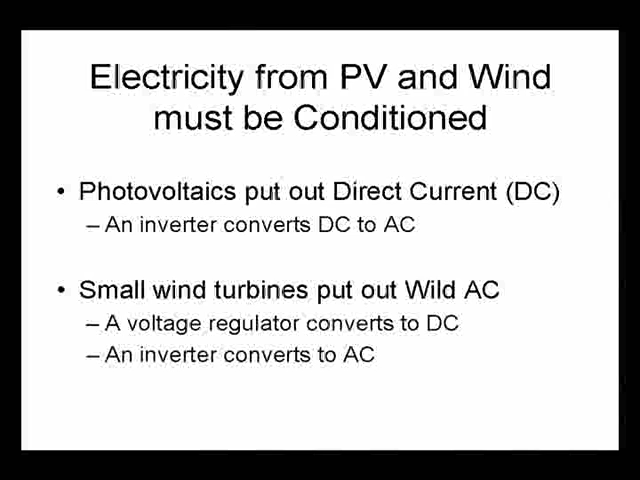 Electricity from PV and Wind
must be Conditioned
• Photovoltaics put out Direct Current (DC)
– An inverter converts DC to AC
• Small wind turbines put out Wild AC
– A voltage regulator converts to DC
– An inverter converts to AC